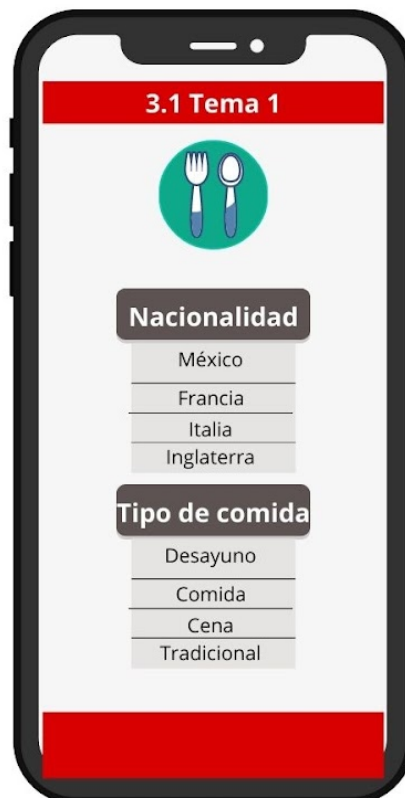 3.1 Tema 1
Nacionalidad
México
Francia
Italia
Inglaterra
Tipo de comida
Desayuno
Comida
Cena
Tradicional